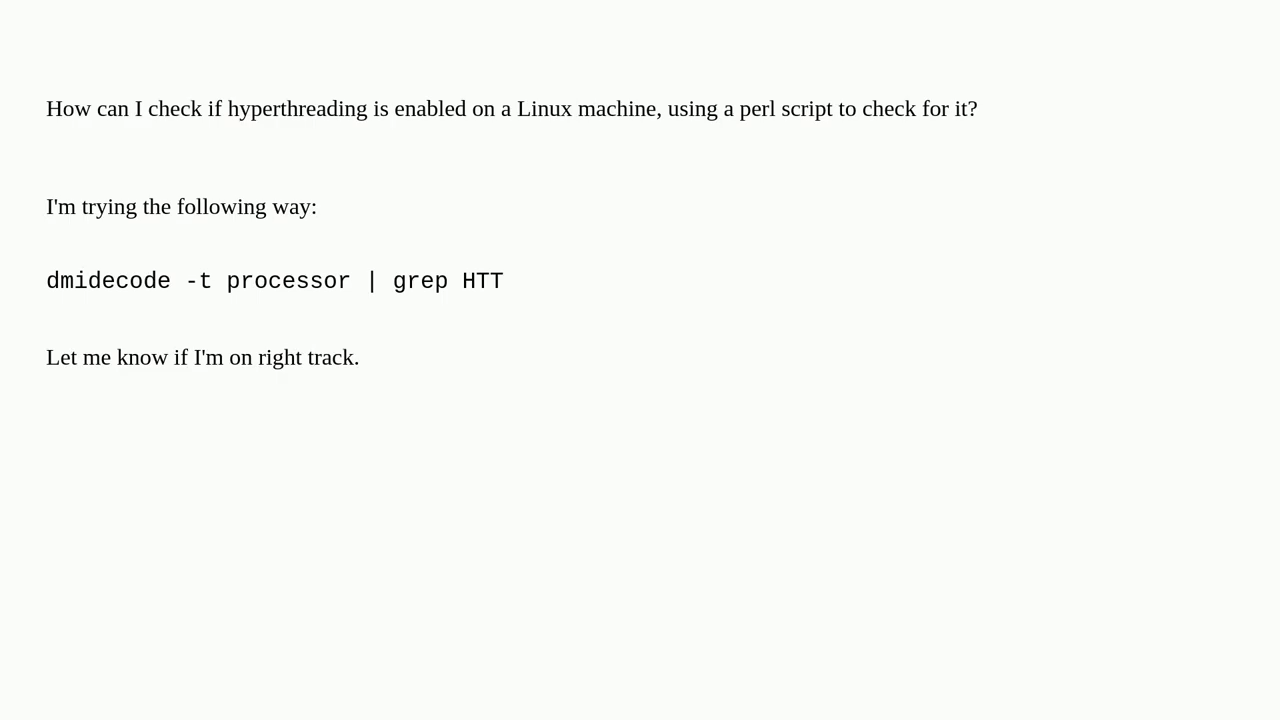 How can I check if hyperthreading is enabled on a Linux machine, using a perl script to check for it?
I'm trying the following way:
dmidecode -t processor | grep HTT
Let me know if I'm on right track.